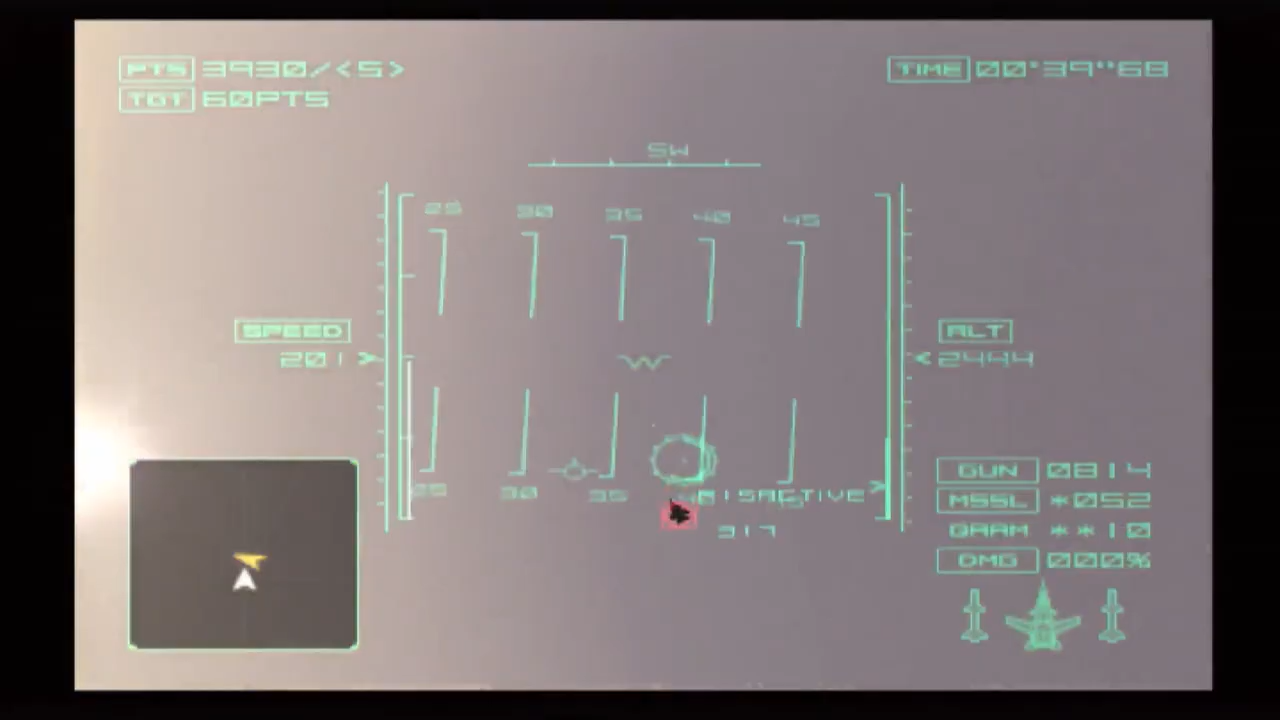 PTS 3930/<S>
TGT 60PTS
TIME 00'39"68
SW
25 30 35 40 45
SPEED
201
ALT
2444
30 35
GUN 0814
MSSL *052
317
QAAM **10
DMG 000%